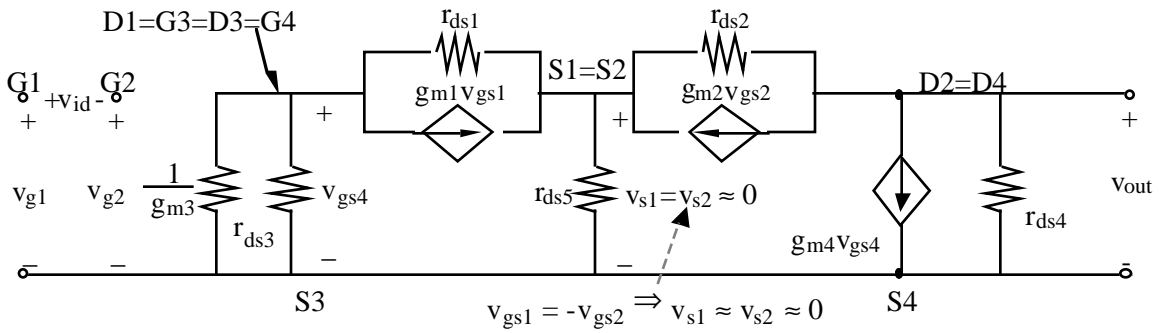 D1=G3=D3=G4
rds1
rds2
S1=S2
G1 +vid- G2
gm1vgs1
gm2vgs2
D2=D4
+ + + + +
vg1
vg2
1
gm3
rds3
vgs4
rds5
vs1=vs2 ≈ 0
gm4vgs4
rds4
vout
– – – – -
S3
S4
vgs1 = -vgs2 ⇒ vs1 ≈ vs2 ≈ 0